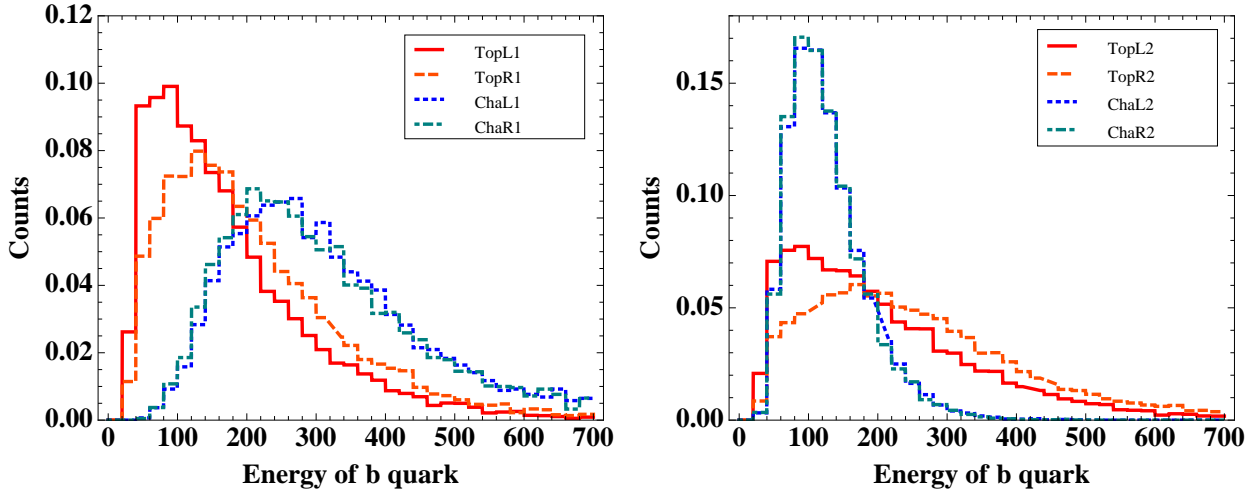 0.12
0.10
0.08
0.06
0.04
0.02
0.00
Counts
TopL1
TopR1
ChaL1
ChaR1
0 100 200 300 400 500 600 700
Energy of b quark
0.15
0.10
0.05
0.00
Counts
TopL2
TopR2
ChaL2
ChaR2
0 100 200 300 400 500 600 700
Energy of b quark